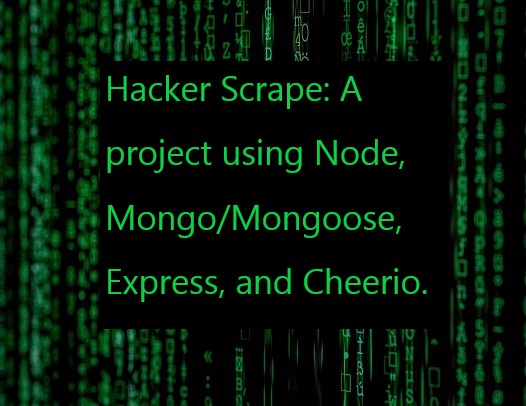 Hacker Scrape: A
project using Node,
Mongo/Mongoose,
Express, and Cheerio.